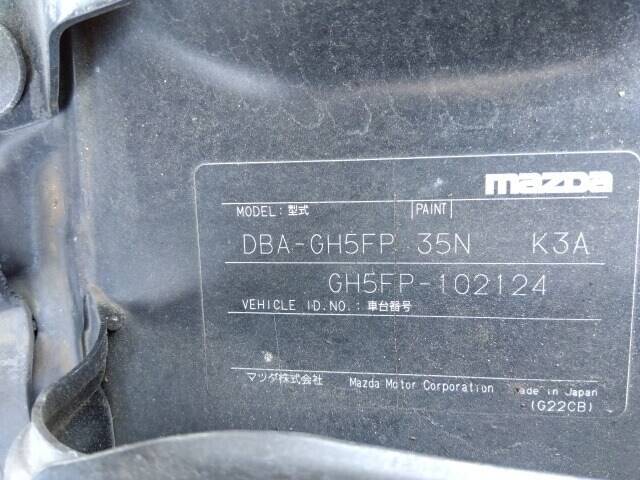 mazda
MODEL: 型式 PAINT
DBA-GH5FP 35N K3A
GH5FP-102124
VEHICLE ID.NO.: 車台番号
マツダ株式会社 Mazda Motor Corporation Made in Japan
(G22CB)